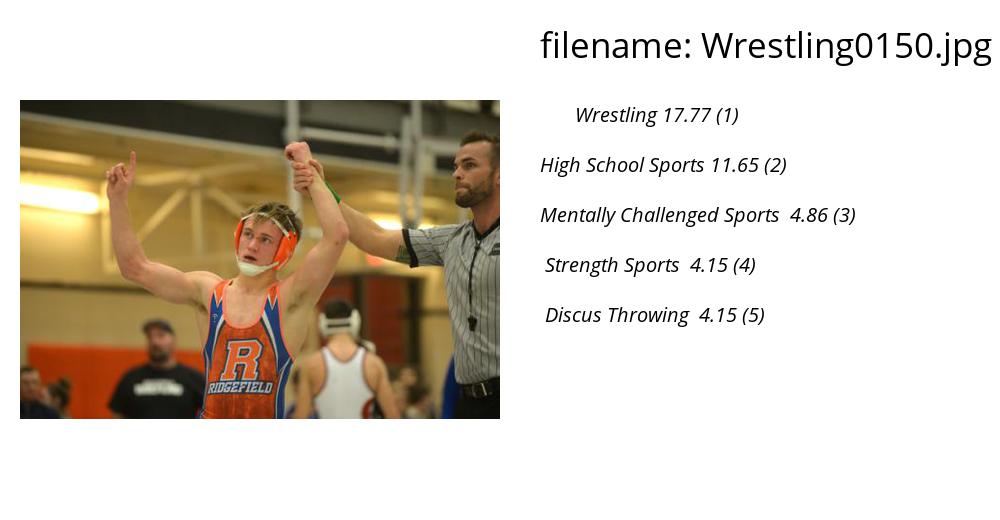 filename: Wrestling0150.jpg
Wrestling 17.77 (1)
High School Sports 11.65 (2)
Mentally Challenged Sports 4.86 (3)
Strength Sports 4.15 (4)
Discus Throwing 4.15 (5)
R
RIDGEFIELD